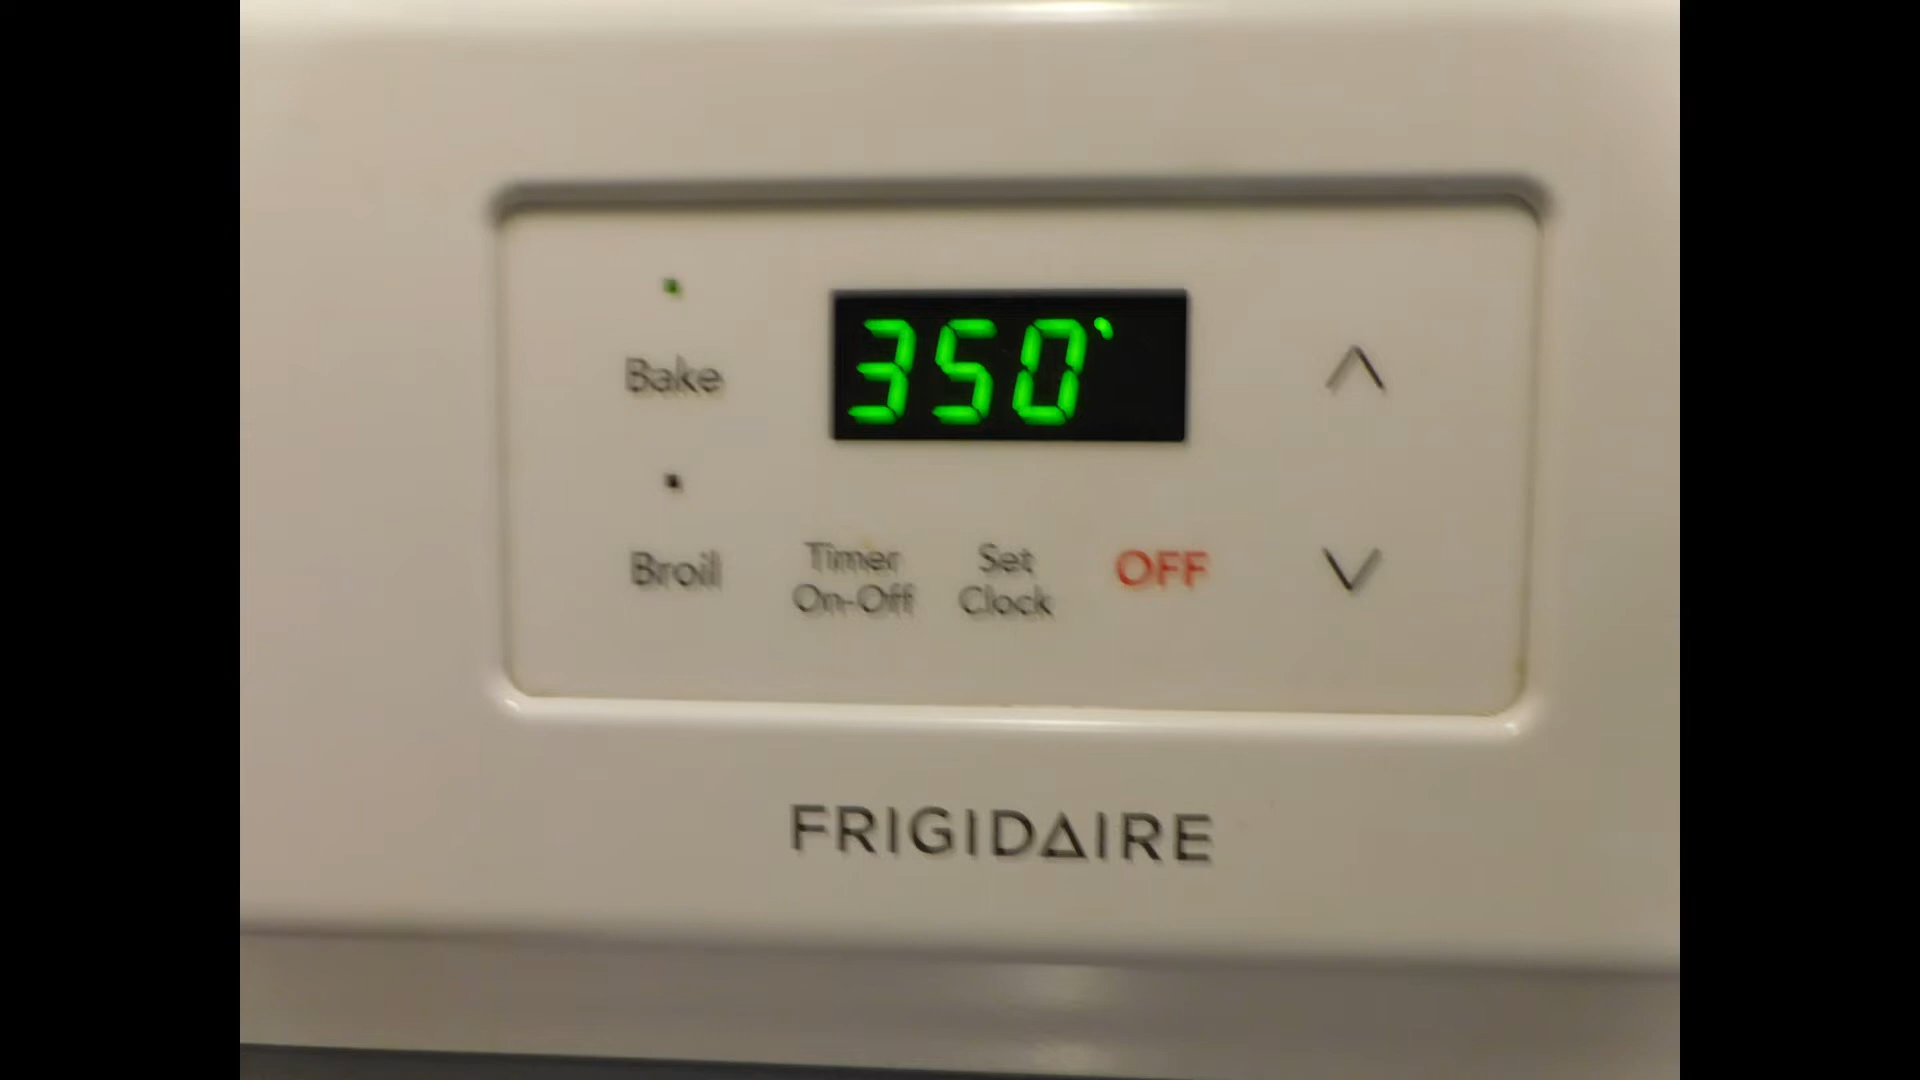 350°
Bake
Broil
Timer
On-Off
Set
Clock
OFF
FRIGIDAIRE